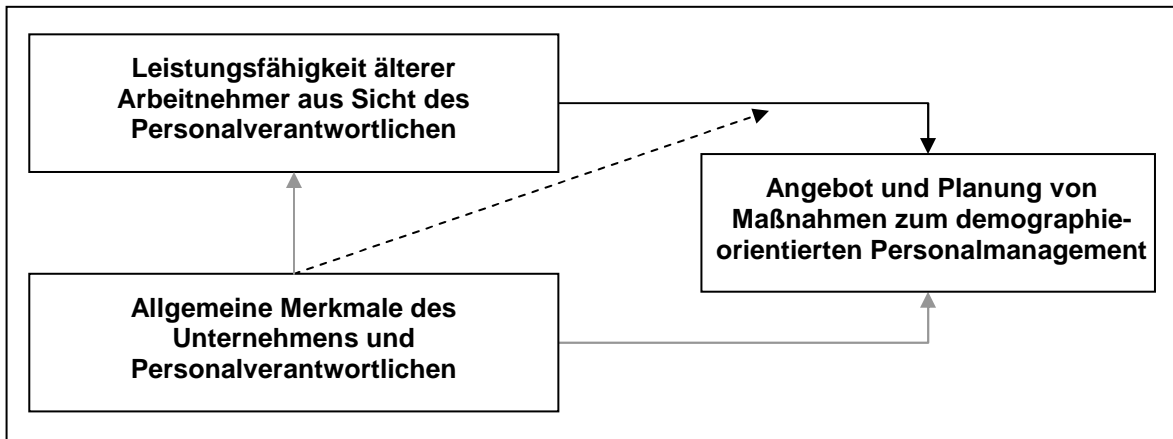 Leistungsfähigkeit älterer
Arbeitnehmer aus Sicht des
Personalverantwortlichen
Angebot und Planung von
Maßnahmen zum demographie-
orientierten Personalmanagement
Allgemeine Merkmale des
Unternehmens und
Personalverantwortlichen